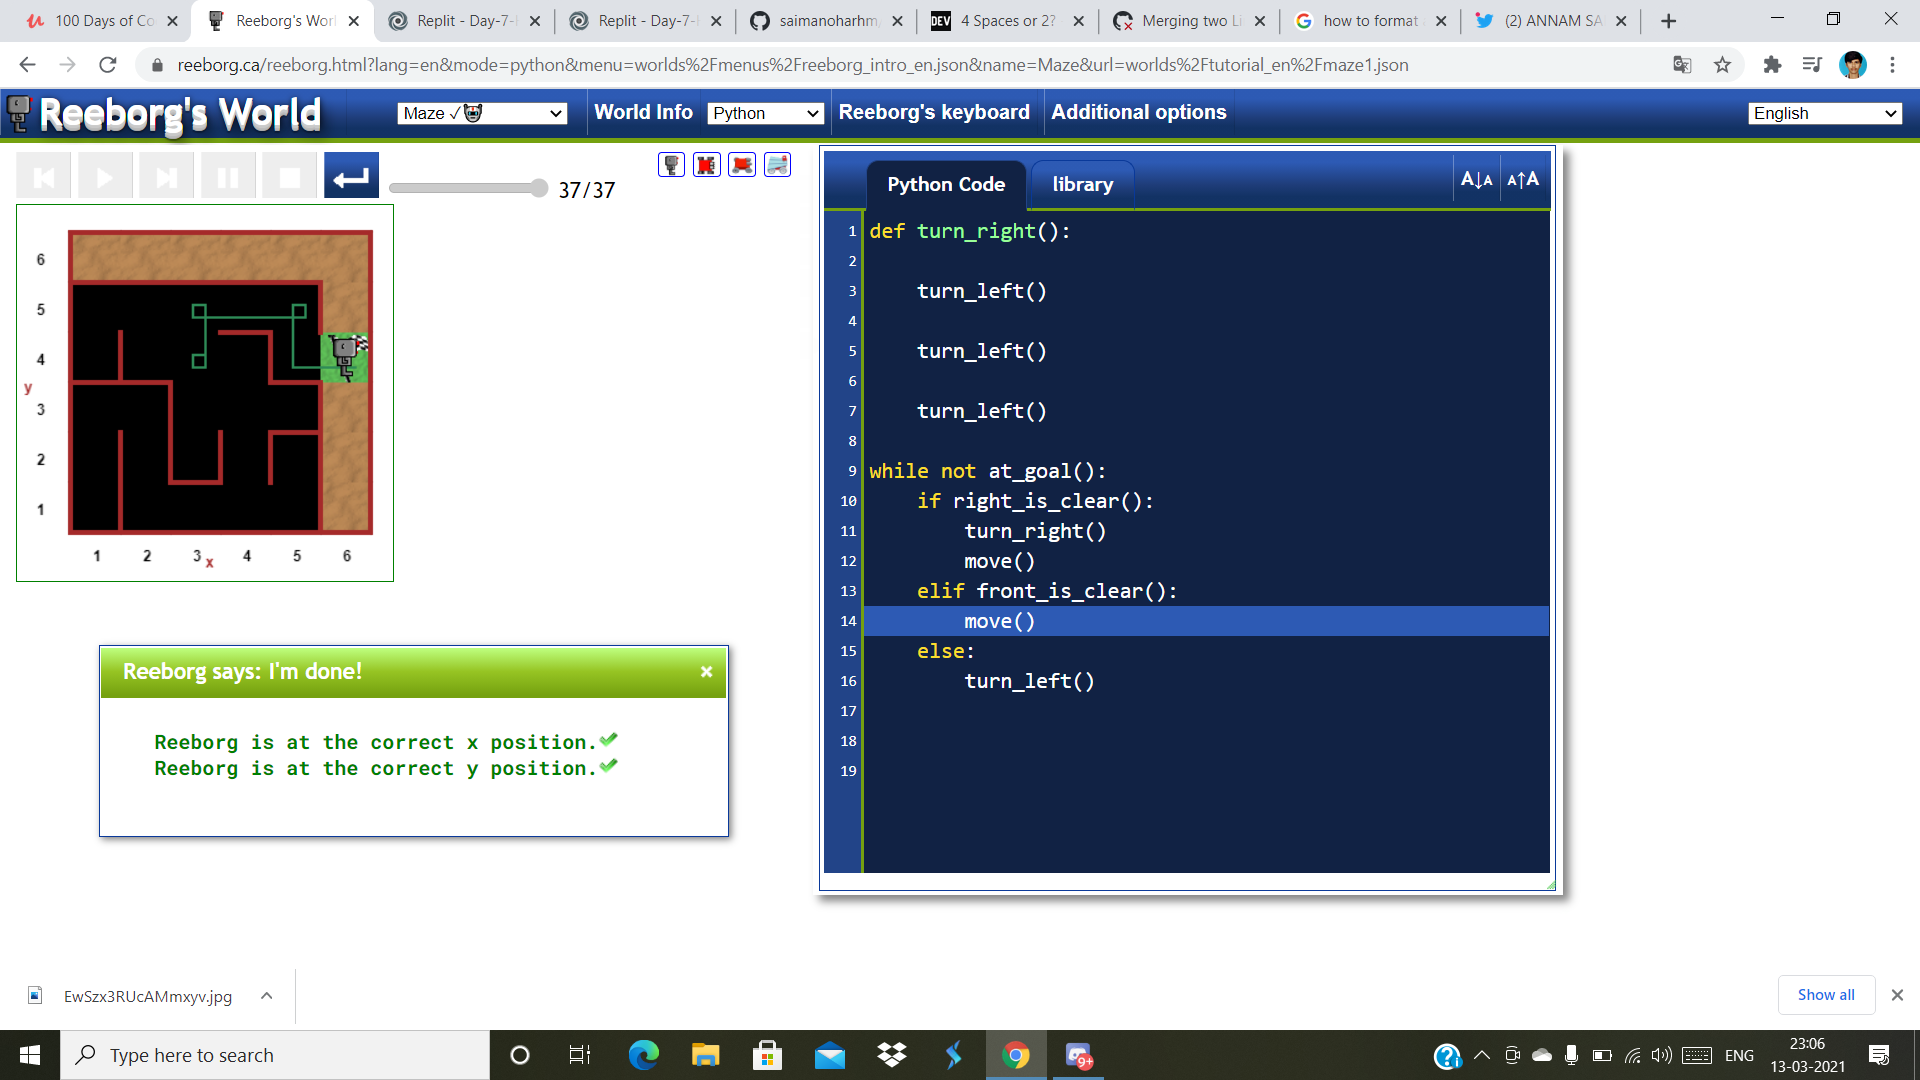 100 Days of Co
Reeborg's Worl
Replit - Day-7-
Replit - Day-7-
saimanoharhm
DEV 4 Spaces or 2?
Merging two Li
how to format
(2) ANNAM SA
reeborg.ca/reeborg.html?lang=en&mode=python&menu=worlds%2Fmenus%2Freeborg_intro_en.json&name=Maze&url=worlds%2Ftutorial_en%2Fmaze1.json
Reeborg's World
Maze ✓
World Info
Python
Reeborg's keyboard
Additional options
English
37/37
Python Code
library
A↓A
A↑A
6
5
4
y
3
2
1
1 2 3 x 4 5 6
1 def turn_right():
2
3 turn_left()
4
5 turn_left()
6
7 turn_left()
8
9 while not at_goal():
10 if right_is_clear():
11 turn_right()
12 move()
13 elif front_is_clear():
14 move()
15 else:
16 turn_left()
17
18
19
Reeborg says: I'm done!
Reeborg is at the correct x position.
Reeborg is at the correct y position.
EwSzx3RUcAMmxyv.jpg
Show all
Type here to search
9+
ENG
23:06
13-03-2021